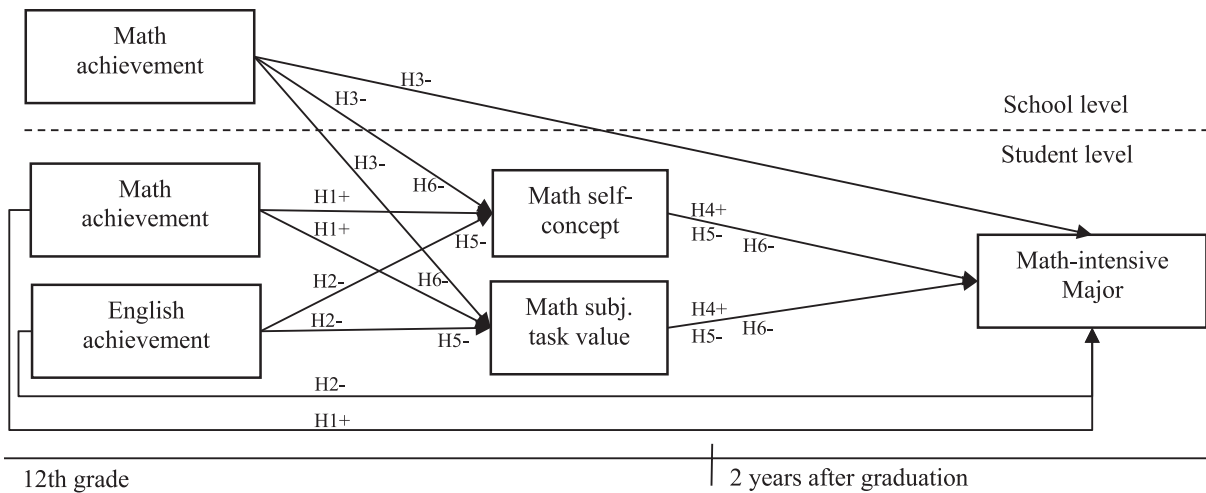 Math
achievement
H3-
H3-
School level
H3-
Student level
Math
achievement
H1+
H6-
Math self-
concept
H4+
H5-
H6-
H1+
H5-
Math-intensive
Major
English
achievement
H2-
H6-
Math subj.
task value
H4+
H5-
H6-
H2-
H5-
H2-
H1+
12th grade
2 years after graduation